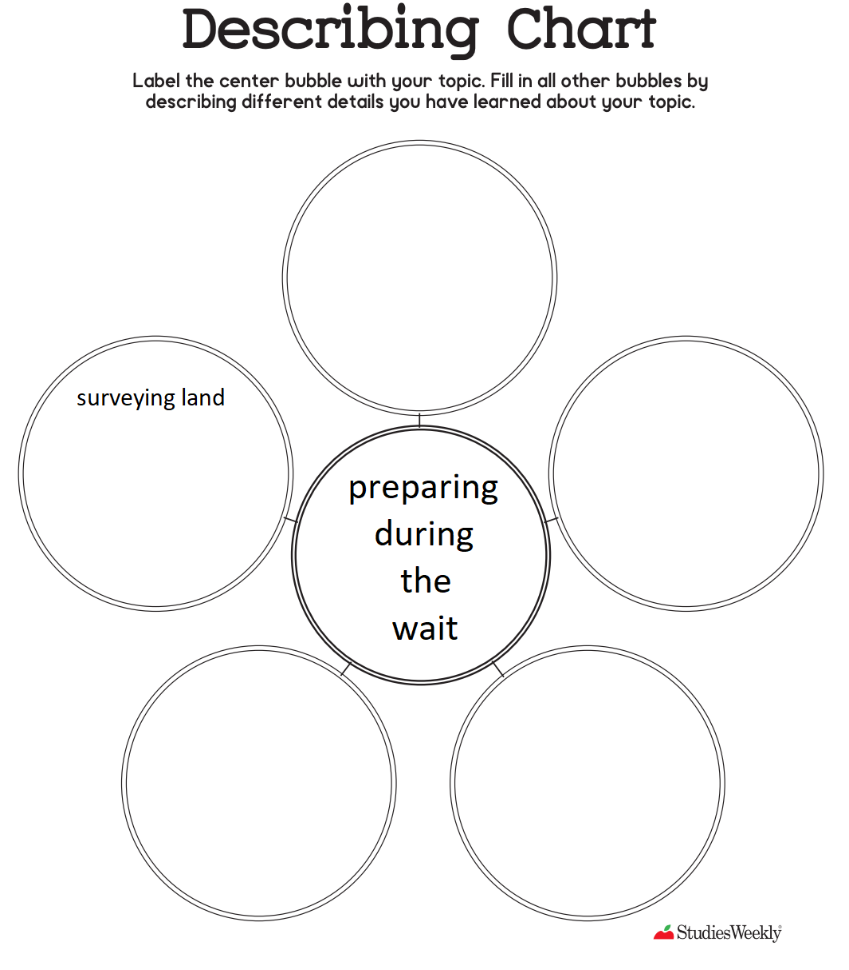 Describing Chart
Label the center bubble with your topic. Fill in all other bubbles by
describing different details you have learned about your topic.
surveying land
preparing
during
the
wait
StudiesWeekly